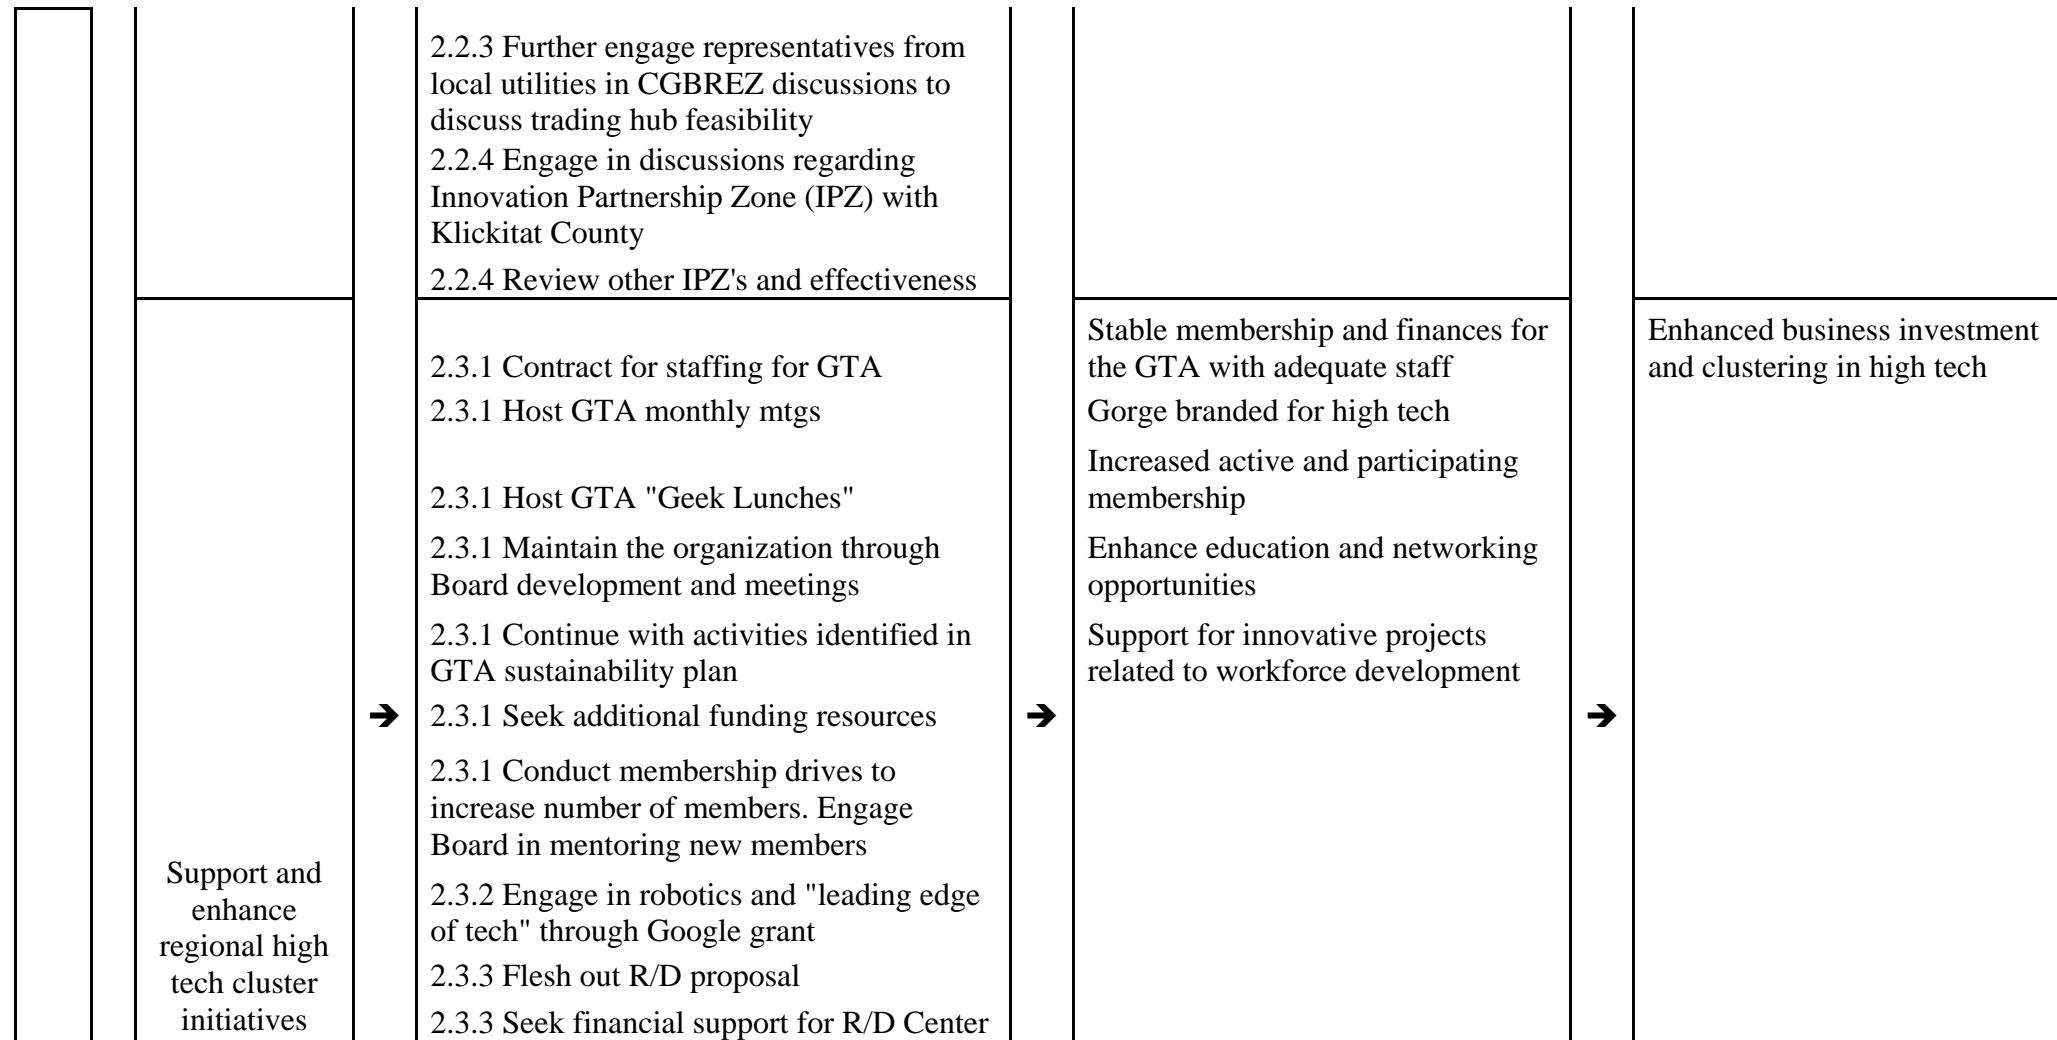 2.2.3 Further engage representatives from
local utilities in CGBREZ discussions to
discuss trading hub feasibility
2.2.4 Engage in discussions regarding
Innovation Partnership Zone (IPZ) with
Klickitat County
2.2.4 Review other IPZ's and effectiveness
Support and
enhance
regional high
tech cluster
initiatives
➔
2.3.1 Contract for staffing for GTA
2.3.1 Host GTA monthly mtgs
2.3.1 Host GTA "Geek Lunches"
2.3.1 Maintain the organization through
Board development and meetings
2.3.1 Continue with activities identified in
GTA sustainability plan
2.3.1 Seek additional funding resources
2.3.1 Conduct membership drives to
increase number of members. Engage
Board in mentoring new members
2.3.2 Engage in robotics and "leading edge
of tech" through Google grant
2.3.3 Flesh out R/D proposal
2.3.3 Seek financial support for R/D Center
➔
Stable membership and finances for
the GTA with adequate staff
Gorge branded for high tech
Increased active and participating
membership
Enhance education and networking
opportunities
Support for innovative projects
related to workforce development
➔
Enhanced business investment
and clustering in high tech